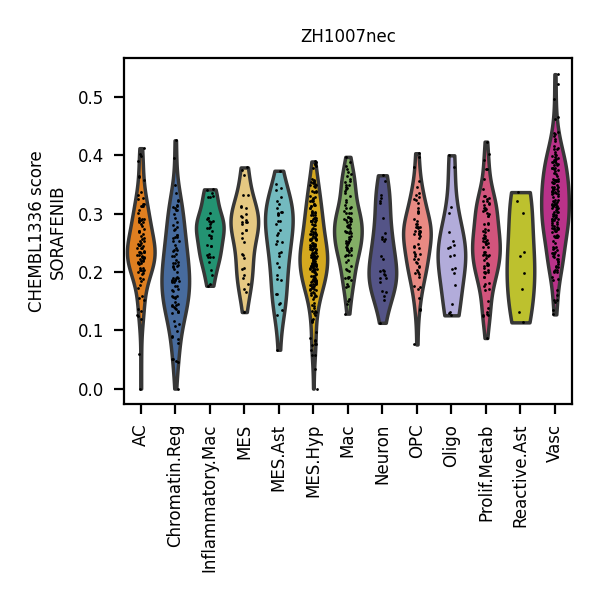 ZH1007nec
CHEMBL1336 score
SORAFENIB
0.5
0.4
0.3
0.2
0.1
0.0
AC
Chromatin.Reg
Inflammatory.Mac
MES
MES.Ast
MES.Hyp
Mac
Neuron
OPC
Oligo
Prolif.Metab
Reactive.Ast
Vasc